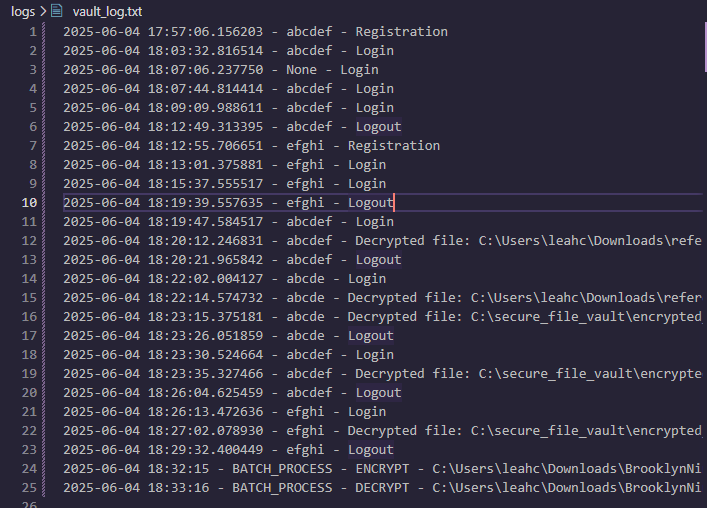 logs > vault_log.txt
1 2025-06-04 17:57:06.156203 - abcdef - Registration
2 2025-06-04 18:03:32.816514 - abcdef - Login
3 2025-06-04 18:07:06.237750 - None - Login
4 2025-06-04 18:07:44.814414 - abcdef - Login
5 2025-06-04 18:09:09.988611 - abcdef - Login
6 2025-06-04 18:12:49.313395 - abcdef - Logout
7 2025-06-04 18:12:55.706651 - efghi - Registration
8 2025-06-04 18:13:01.375881 - efghi - Login
9 2025-06-04 18:15:37.555517 - efghi - Login
10 2025-06-04 18:19:39.557635 - efghi - Logout
11 2025-06-04 18:19:47.584517 - abcdef - Login
12 2025-06-04 18:20:12.246831 - abcdef - Decrypted file: C:\Users\leahc\Downloads\refe
13 2025-06-04 18:20:21.965842 - abcdef - Logout
14 2025-06-04 18:22:02.004127 - abcde - Login
15 2025-06-04 18:22:14.574732 - abcde - Decrypted file: C:\Users\leahc\Downloads\refer
16 2025-06-04 18:23:15.375181 - abcde - Decrypted file: C:\secure_file_vault\encrypted_
17 2025-06-04 18:23:26.051859 - abcde - Logout
18 2025-06-04 18:23:30.524664 - abcdef - Login
19 2025-06-04 18:23:35.327466 - abcdef - Decrypted file: C:\secure_file_vault\encrypte
20 2025-06-04 18:26:04.625459 - abcdef - Logout
21 2025-06-04 18:26:13.472636 - efghi - Login
22 2025-06-04 18:27:02.078930 - efghi - Decrypted file: C:\secure_file_vault\encrypted_
23 2025-06-04 18:29:32.400449 - efghi - Logout
24 2025-06-04 18:32:15 - BATCH_PROCESS - ENCRYPT - C:\Users\leahc\Downloads\BrooklynNi
25 2025-06-04 18:33:16 - BATCH_PROCESS - DECRYPT - C:\Users\leahc\Downloads\BrooklynNi
26